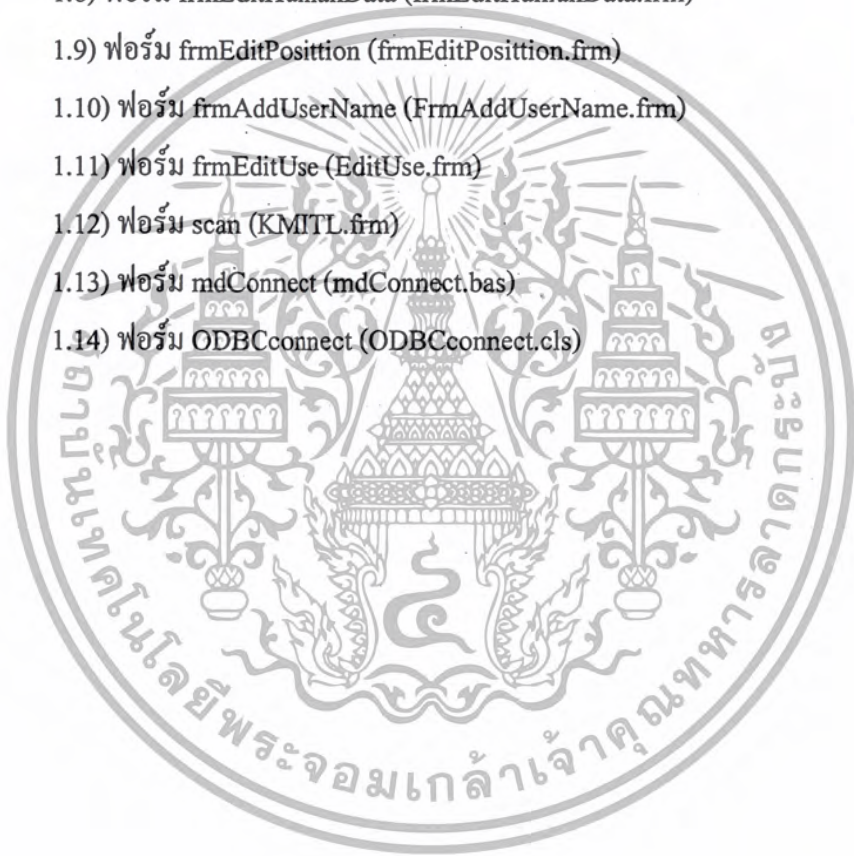 1.9) ฟอร์ม frmEditPosittion (frmEditPosittion.frm)
1.10) ฟอร์ม frmAddUserName (FrmAddUserName.frm)
1.11) ฟอร์ม frmEditUse (EditUse.frm)
1.12) ฟอร์ม scan (KMITL.frm)
1.13) ฟอร์ม mdConnect (mdConnect.bas)
1.14) ฟอร์ม ODBCconnect (ODBCconnect.cls)
๔
สถาบันเทคโนโลยีพระจอมเกล้าเจ้าคุณทหารลาดกระบัง